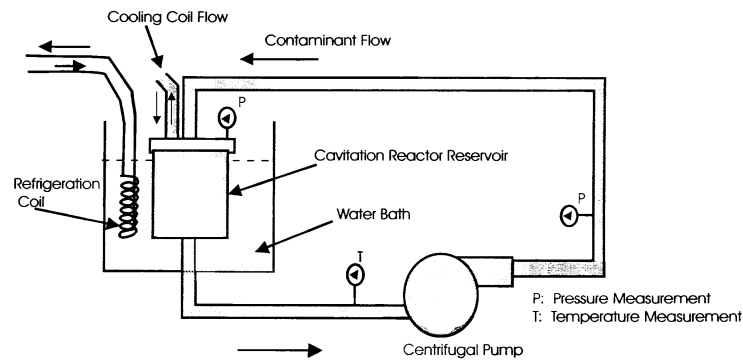 Cooling Coil Flow
Contaminant Flow
P
Cavitation Reactor Reservoir
Refrigeration
Coil
P
Water Bath
T
P: Pressure Measurement
T: Temperature Measurement
Centrifugal Pump